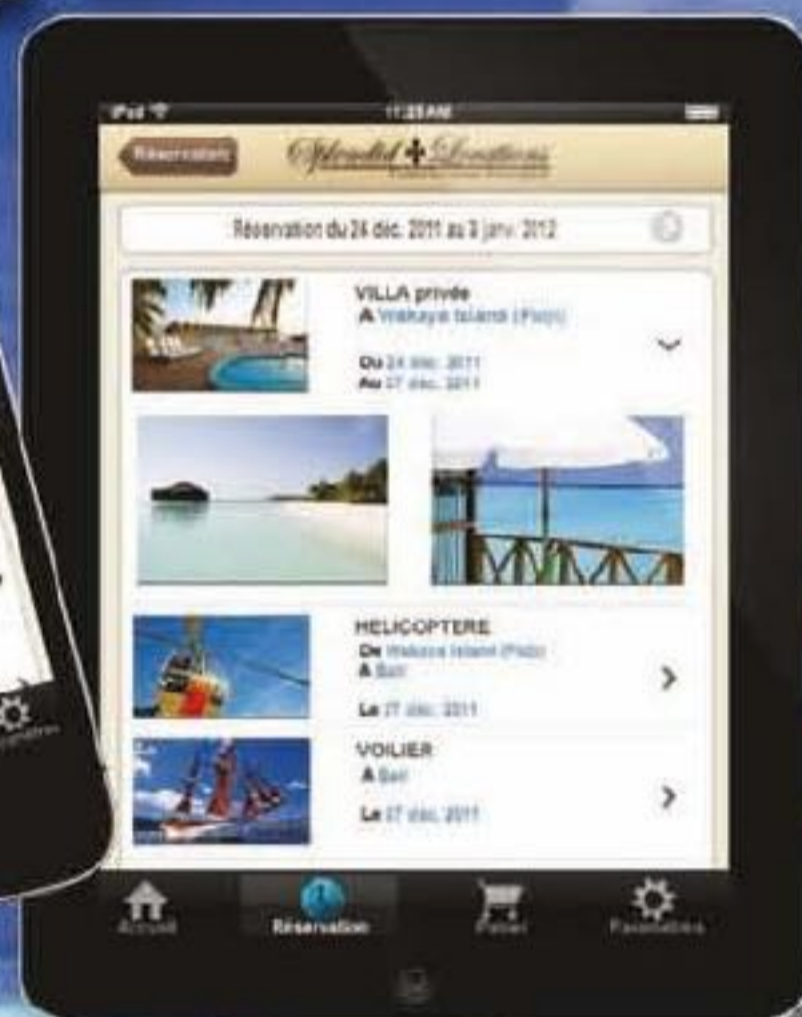 iPad
11:25 AM
Réservations
Splendid Locations
Réservation du 24 déc. 2011 au 3 janv. 2012
VILLA privée
A Wakaya Island (Fidji)
Du 24 déc. 2011
Au 27 déc. 2011
HELICOPTERE
De Wakaya Island (Fidji)
A Bali
Le 27 déc. 2011
VOILIER
A Bali
Le 27 déc. 2011
Accueil
Réservation
Panier
Paramètres